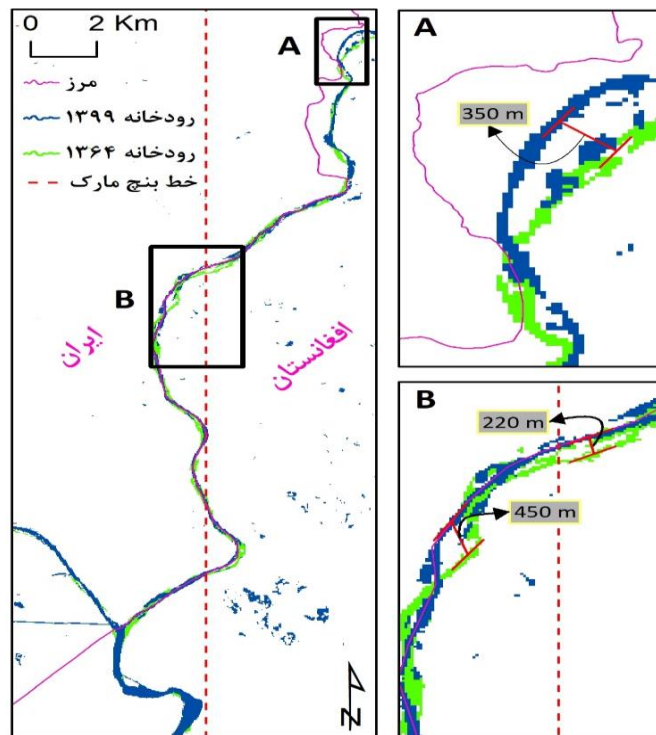 0 2 Km
مرز
رودخانه ۱۳۹۹
رودخانه ۱۳۶۴
خط بنچ مارک
A
B
ایران
افغانستان
N
A
350 m
B
220 m
450 m